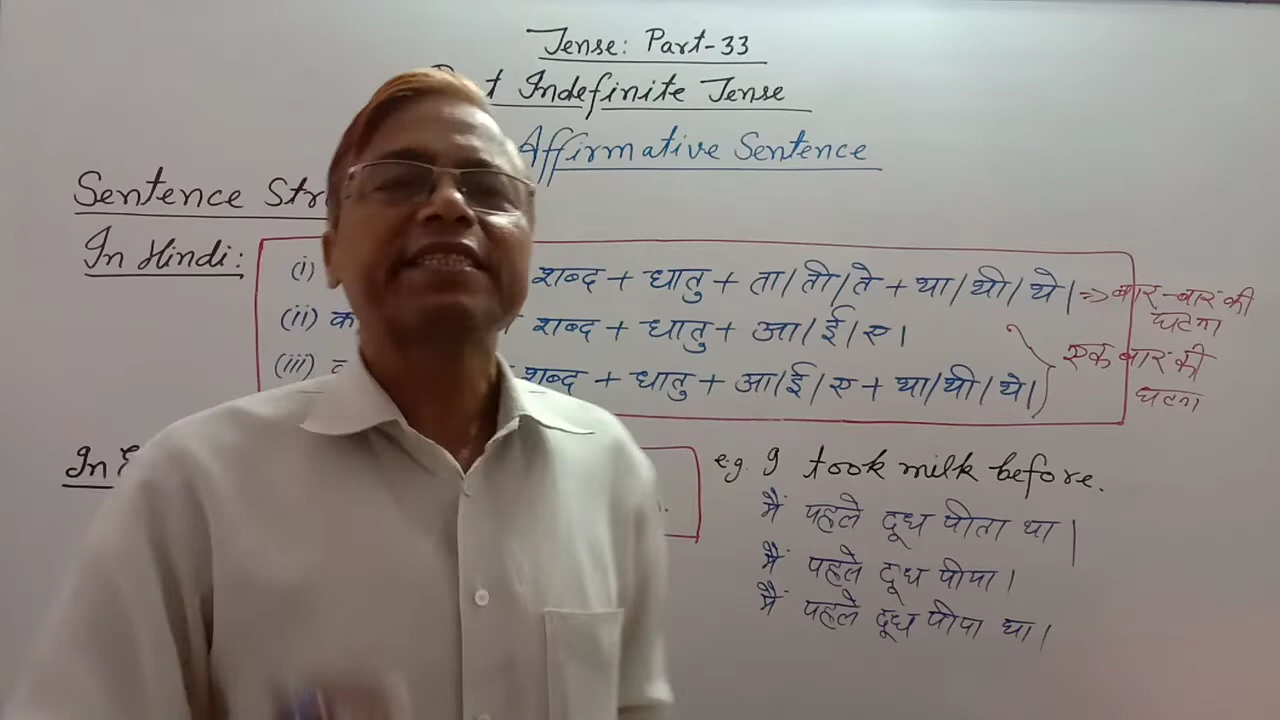 Tense: Part-33
Indefinite Tense
Affirmative Sentence
Sentence
In Hindi:
(i) शब्द + धातु + ता/ती/ते + था/थी/थे। => बार-बार की घटना
(ii) शब्द + धातु + आ/ई/ए।
(iii) शब्द + धातु + आ/ई/ए + था/थी/थे।
एक बार की
घटना
In
e.g. I took milk before.
मैं पहले दूध पीता था।
मैं पहले दूध पीया।
मैं पहले दूध पीया था।